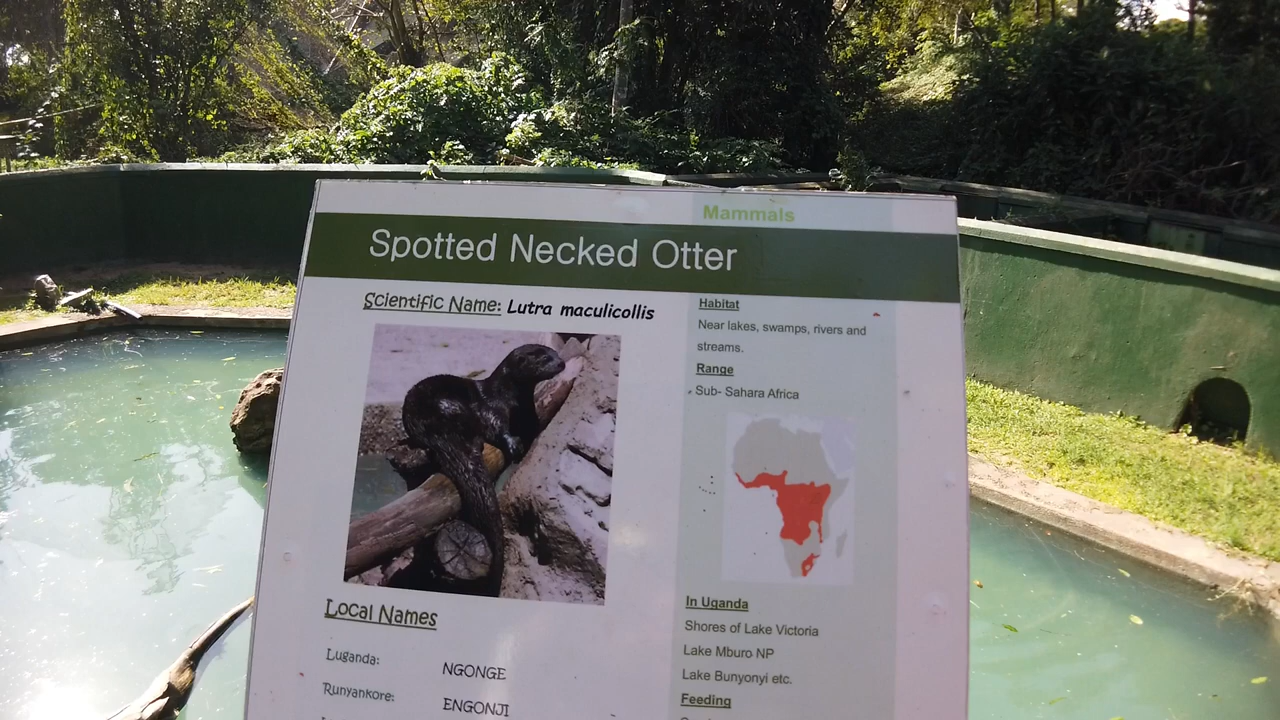 Mammals
Spotted Necked Otter
Scientific Name: Lutra maculicollis
Local Names
Luganda: NGONGE
Runyankore: ENGONJI
Habitat
Near lakes, swamps, rivers and
streams.
Range
Sub- Sahara Africa
In Uganda
Shores of Lake Victoria
Lake Mburo NP
Lake Bunyonyi etc.
Feeding